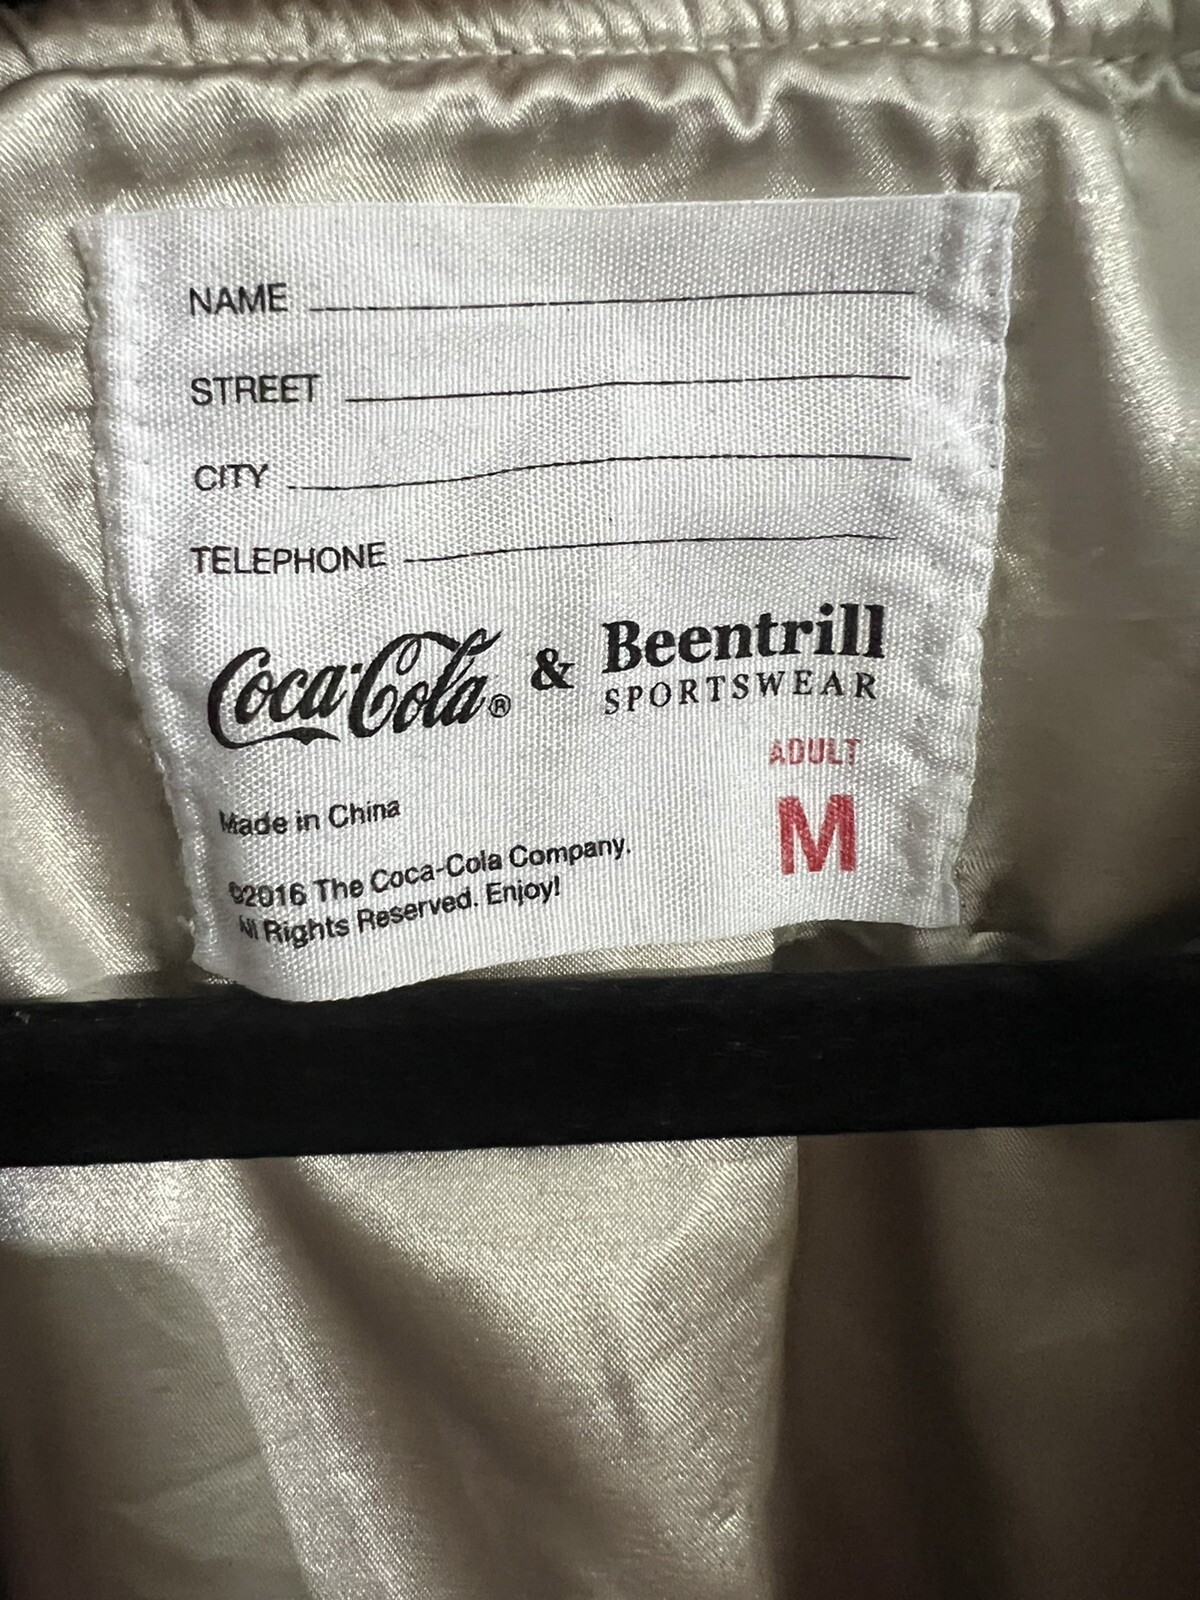 NAME
STREET
CITY
TELEPHONE
Coca-Cola® & Beentrill
SPORTSWEAR
ADULT
M
Made in China
©2016 The Coca-Cola Company.
All Rights Reserved. Enjoy!